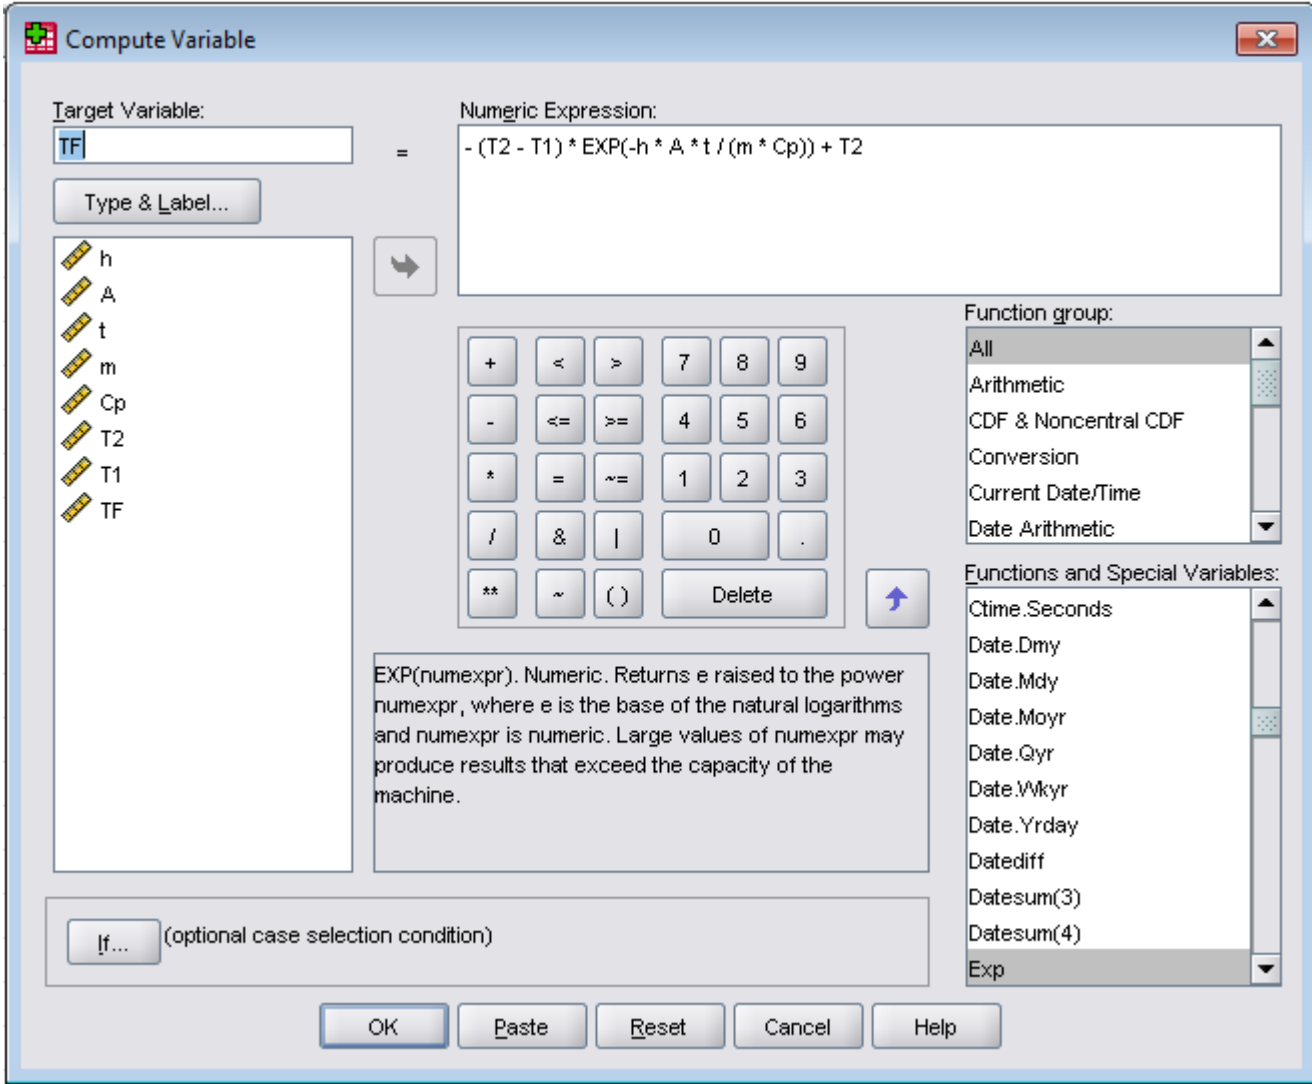 Compute Variable
Target Variable:
TF
=
Type & Label...
h
A
t
m
Cp
T2
T1
TF
Numeric Expression:
- (T2 - T1) * EXP(-h * A * t / (m * Cp)) + T2
+ < > 7 8 9
- <= >= 4 5 6
* = ~= 1 2 3
/ & | 0 .
** ~ ( ) Delete
Function group:
All
Arithmetic
CDF & Noncentral CDF
Conversion
Current Date/Time
Date Arithmetic
EXP(numexpr). Numeric. Returns e raised to the power
numexpr, where e is the base of the natural logarithms
and numexpr is numeric. Large values of numexpr may
produce results that exceed the capacity of the
machine.
Functions and Special Variables:
Ctime.Seconds
Date.Dmy
Date.Mdy
Date.Moyr
Date.Qyr
Date.Wkyr
Date.Yrday
Datediff
Datesum(3)
Datesum(4)
Exp
If... (optional case selection condition)
OK Paste Reset Cancel Help